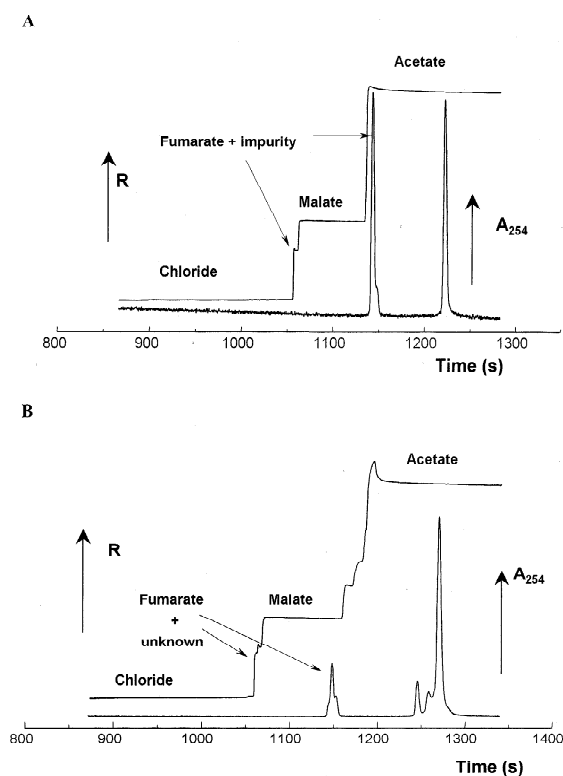 A
Acetate
Fumarate + impurity
R
Malate
A254
Chloride
800 900 1000 1100 1200 1300
Time (s)
B
Acetate
R
A254
Fumarate
+
unknown
Malate
Chloride
800 900 1000 1100 1200 1300 1400
Time (s)